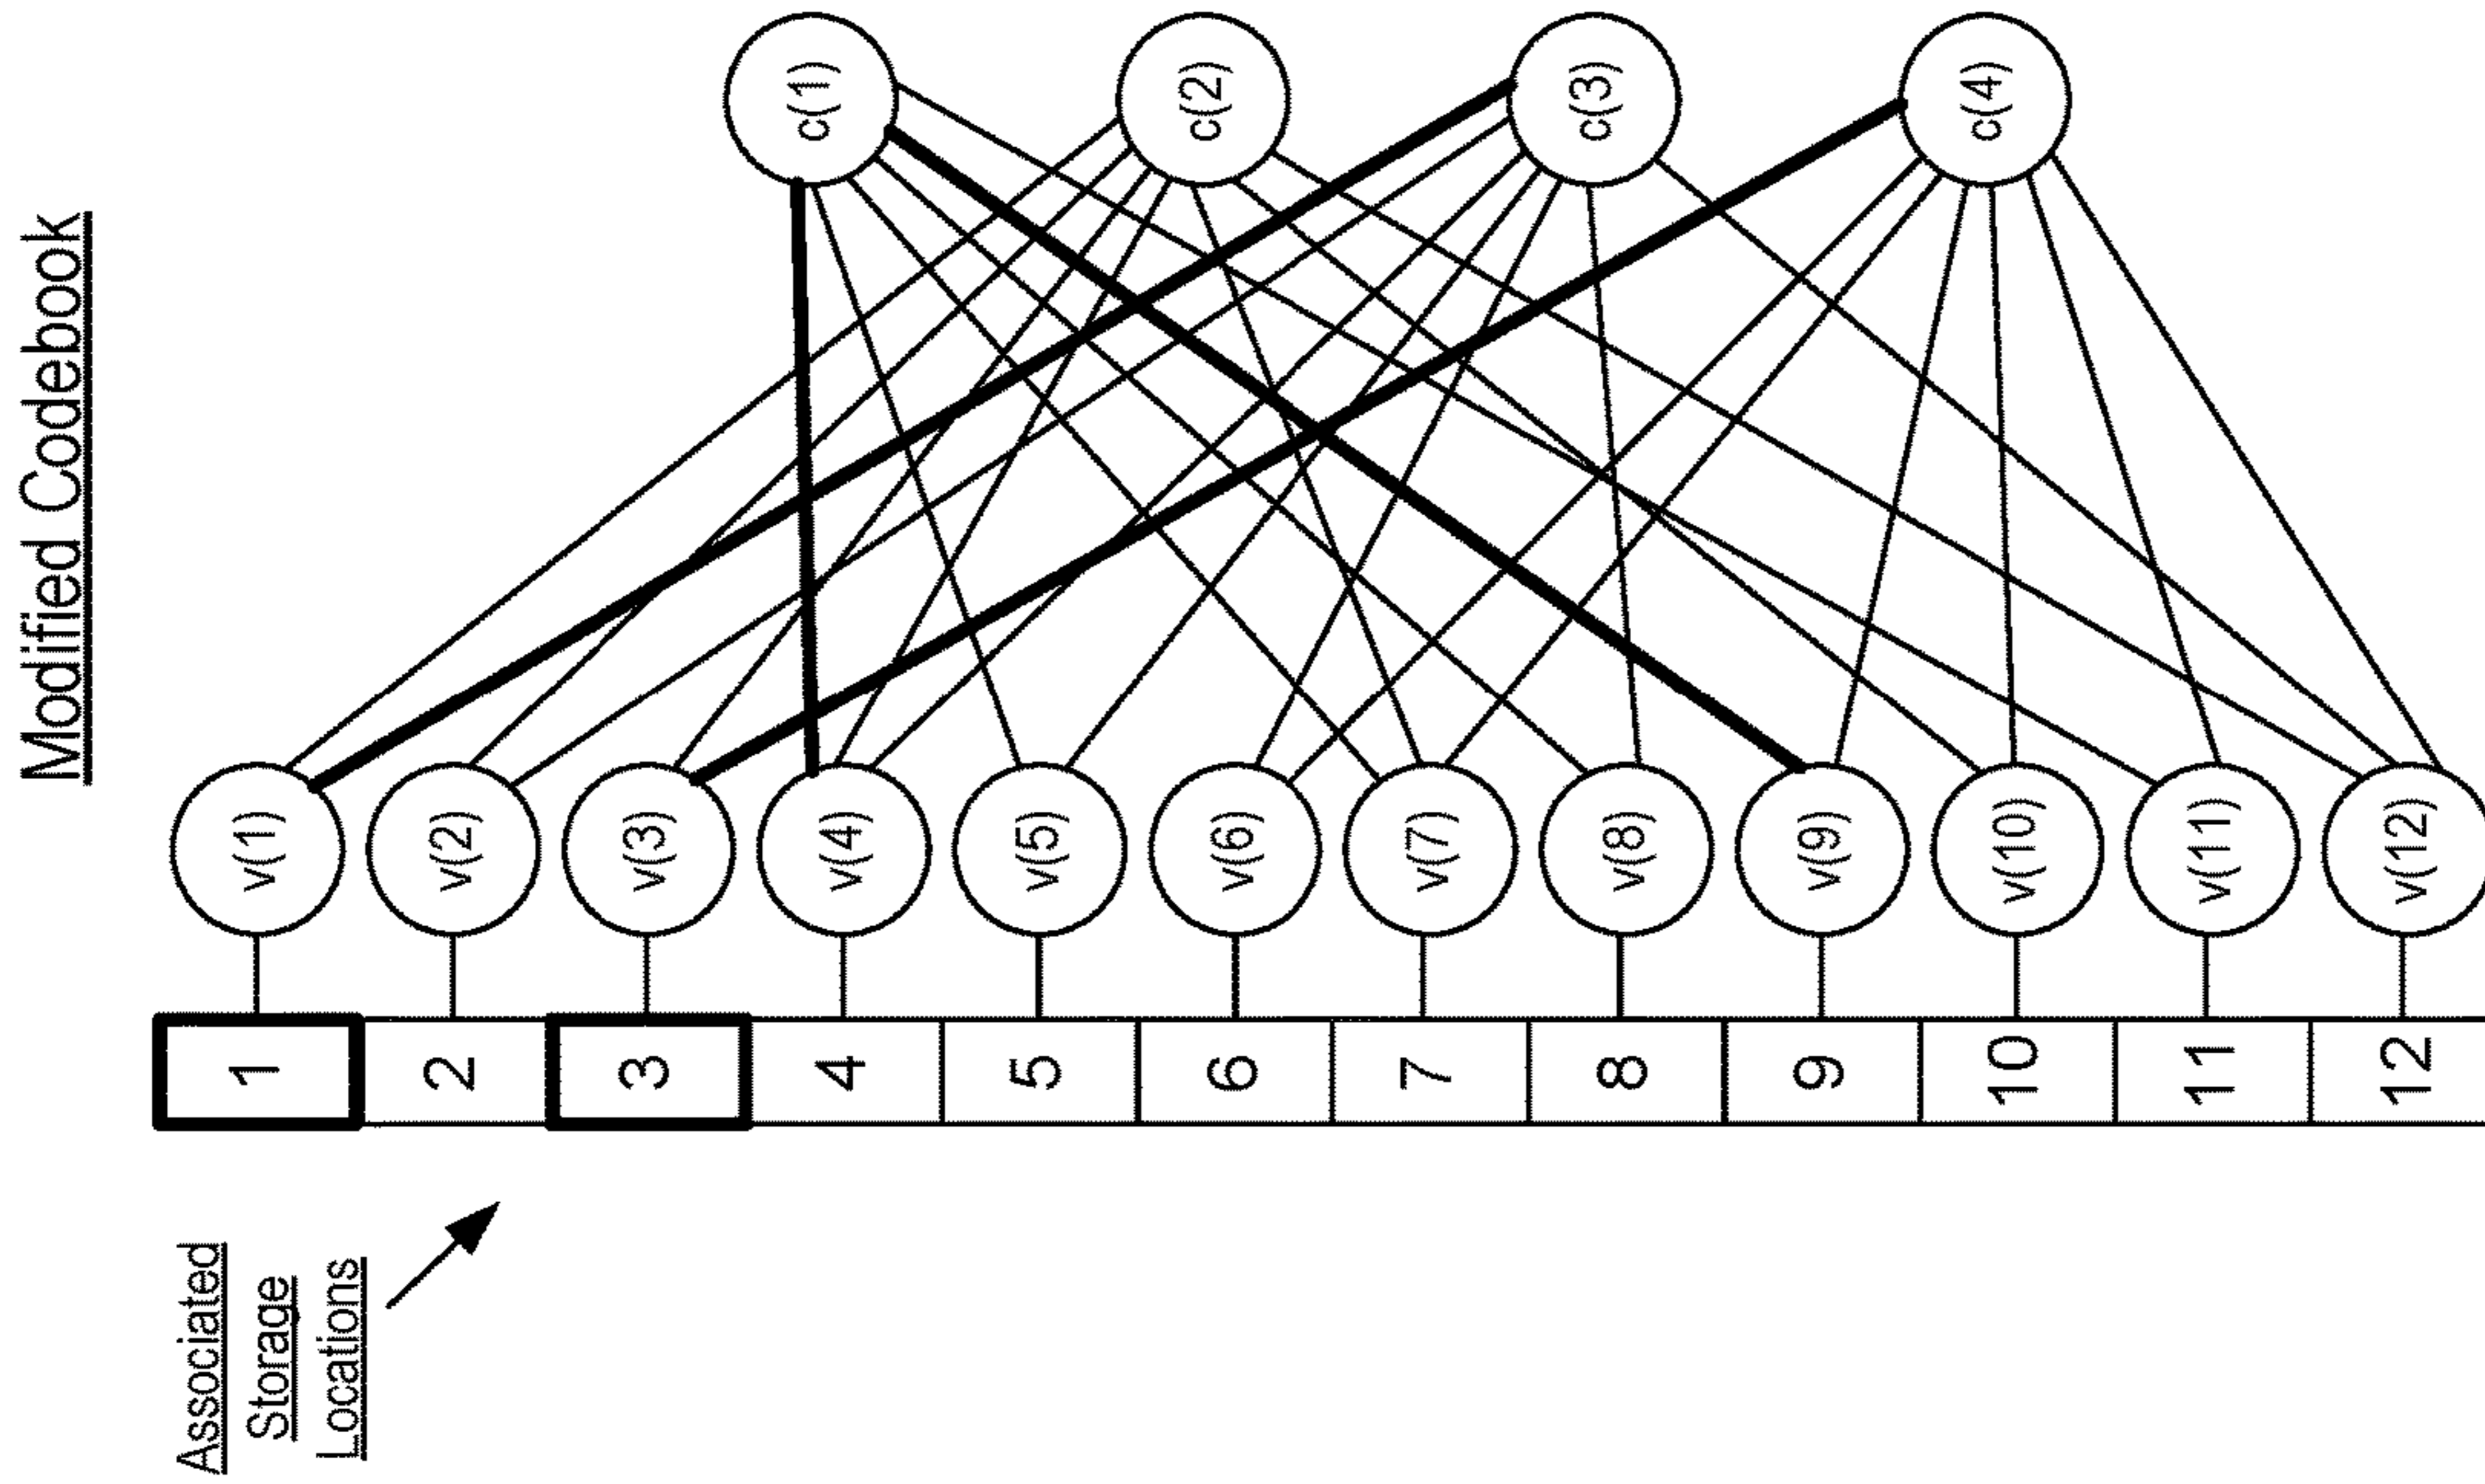 Modified Codebook
c(1)
c(2)
c(3)
c(4)
v(1)
v(2)
v(3)
v(4)
v(5)
v(6)
v(7)
v(8)
v(9)
v(10)
v(11)
v(12)
1
2
3
4
5
6
7
8
9
10
11
12
Associated
Storage
Locations